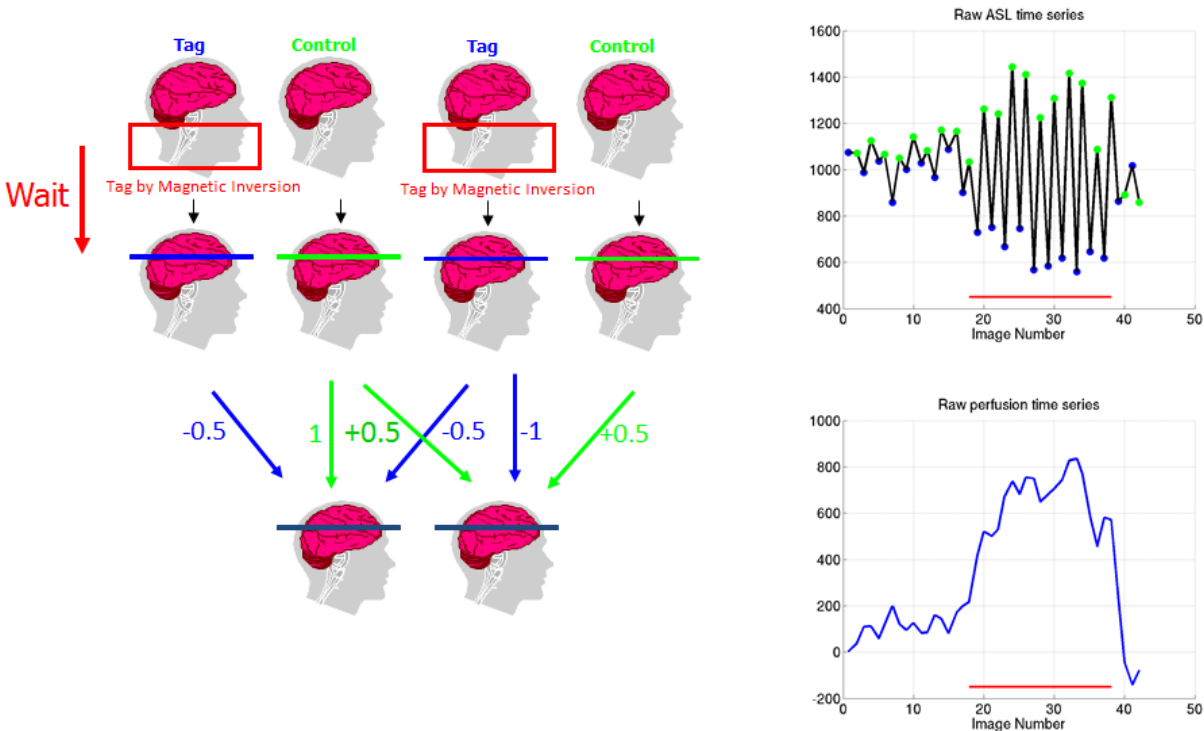 Tag
Control
Tag
Control
Tag by Magnetic Inversion
Tag by Magnetic Inversion
Wait
-0.5
1
+0.5
-0.5
-1
+0.5
Raw ASL time series
1600
1400
1200
1000
800
600
400
0 10 20 30 40 50
Image Number
Raw perfusion time series
1000
800
600
400
200
0
-200
0 10 20 30 40 50
Image Number